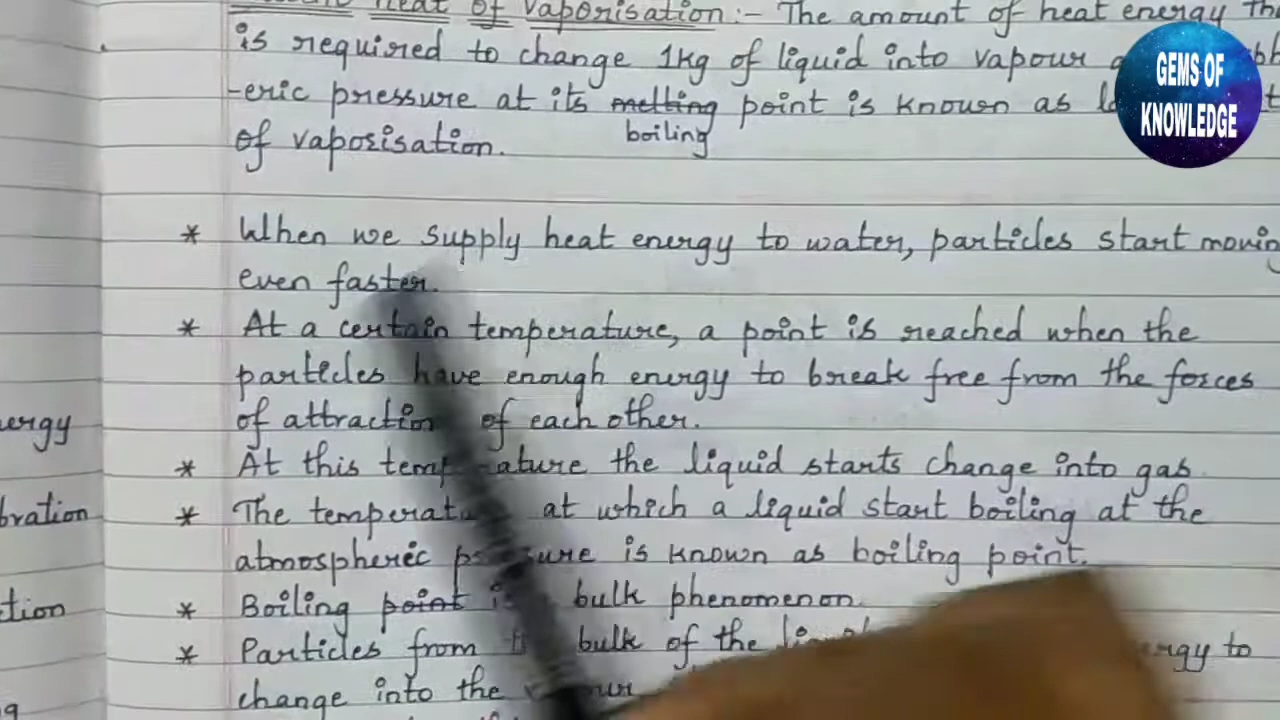 Heat of Vaporisation :- The amount of heat energy
is required to change 1kg of liquid into vapour
-eric pressure at its melting point is known as
boiling
of vaporisation.
GEMS OF
KNOWLEDGE
* When we supply heat energy to water, particles start moving
even faster.
* At a certain temperature, a point is reached when the
particles have enough energy to break free from the forces
of attraction of each other.
* At this temperature the liquid starts change into gas
* The temperature at which a liquid start boiling at the
atmospheric pressure is known as boiling point.
* Boiling point is bulk phenomenon.
* Particles from the bulk of the to
change into the